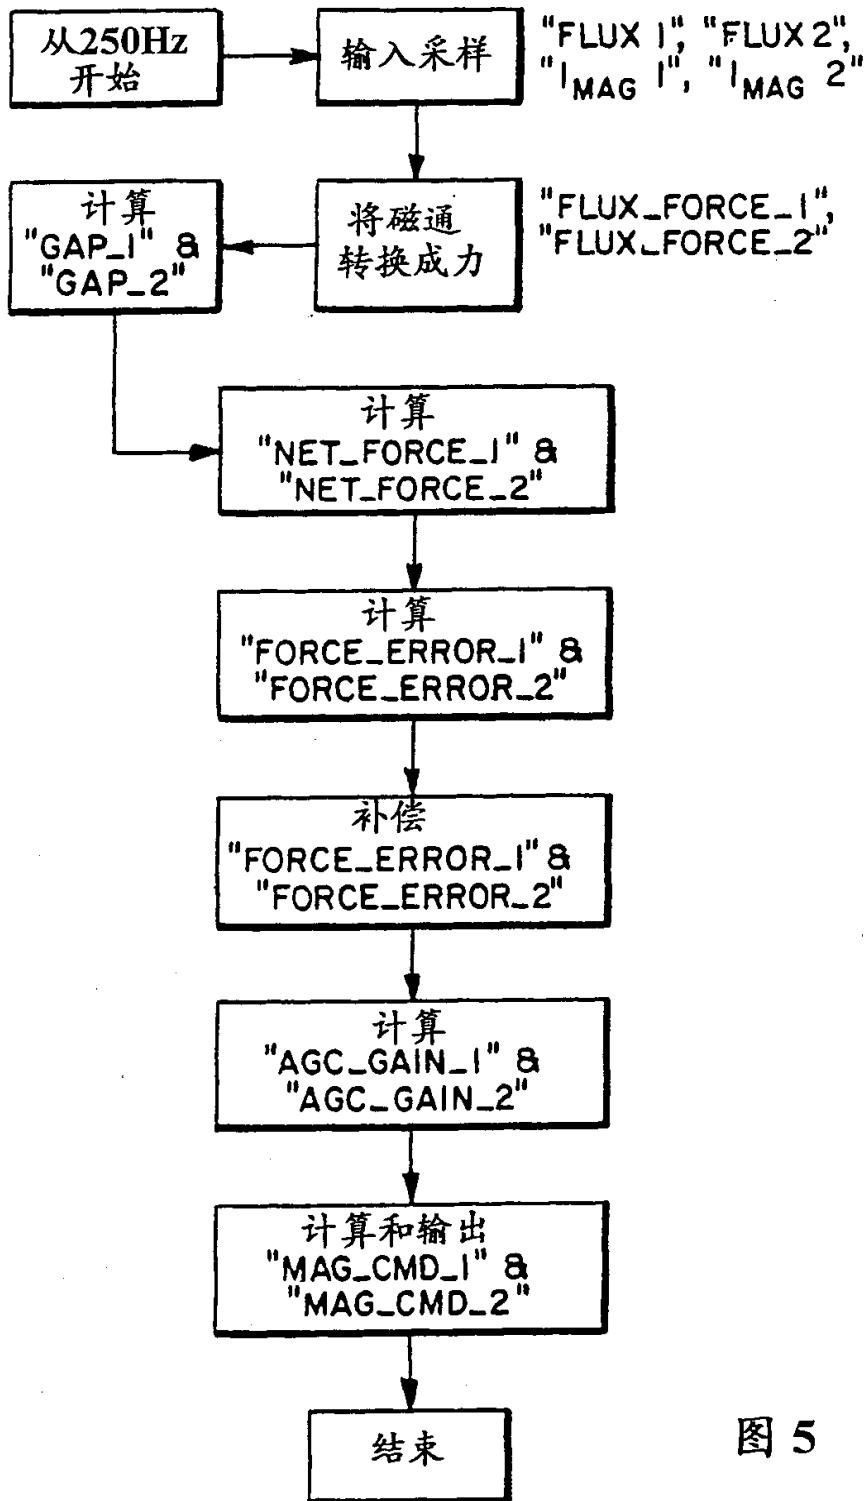 从250Hz
开始
输入采样
"FLUX 1", "FLUX 2",
"IMAG 1", "IMAG 2"
将磁通
转换成力
"FLUX_FORCE_1",
"FLUX_FORCE_2"
计算
"GAP_1" &
"GAP_2"
计算
"NET_FORCE_1" &
"NET_FORCE_2"
计算
"FORCE_ERROR_1" &
"FORCE_ERROR_2"
补偿
"FORCE_ERROR_1" &
"FORCE_ERROR_2"
计算
"AGC_GAIN_1" &
"AGC_GAIN_2"
计算和输出
"MAG_CMD_1" &
"MAG_CMD_2"
结束
图 5